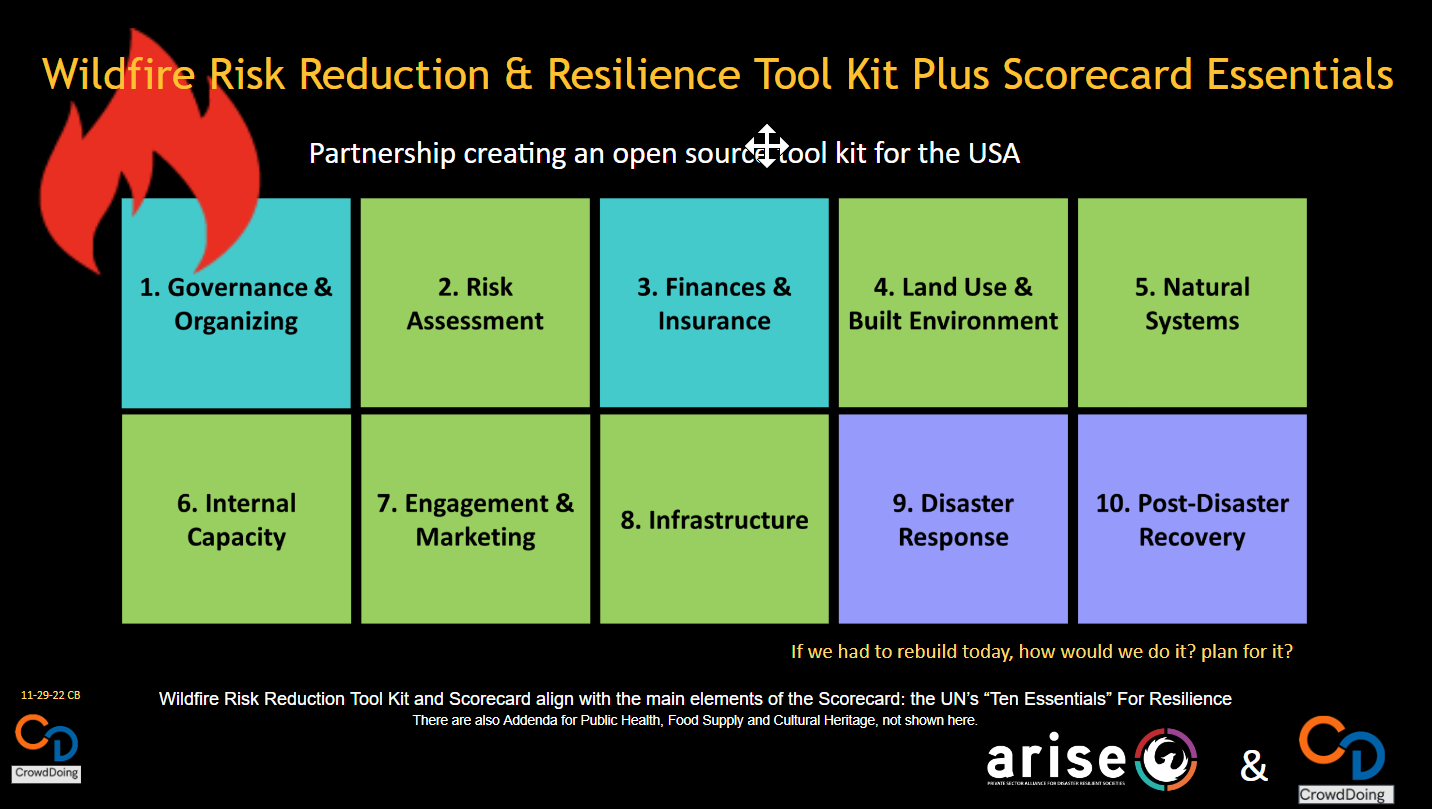 Wildfire Risk Reduction & Resilience Tool Kit Plus Scorecard Essentials
Partnership creating an open source tool kit for the USA
1. Governance &
Organizing
2. Risk
Assessment
3. Finances &
Insurance
4. Land Use &
Built Environment
5. Natural
Systems
6. Internal
Capacity
7. Engagement &
Marketing
8. Infrastructure
9. Disaster
Response
10. Post-Disaster
Recovery
If we had to rebuild today, how would we do it? plan for it?
11-29-22 CB
Wildfire Risk Reduction Tool Kit and Scorecard align with the main elements of the Scorecard: the UN’s “Ten Essentials” For Resilience
There are also Addenda for Public Health, Food Supply and Cultural Heritage, not shown here.
CD
CrowdDoing
arise
PRIVATE SECTOR ALLIANCE FOR DISASTER RESILIENT SOCIETIES
&
CD
CrowdDoing